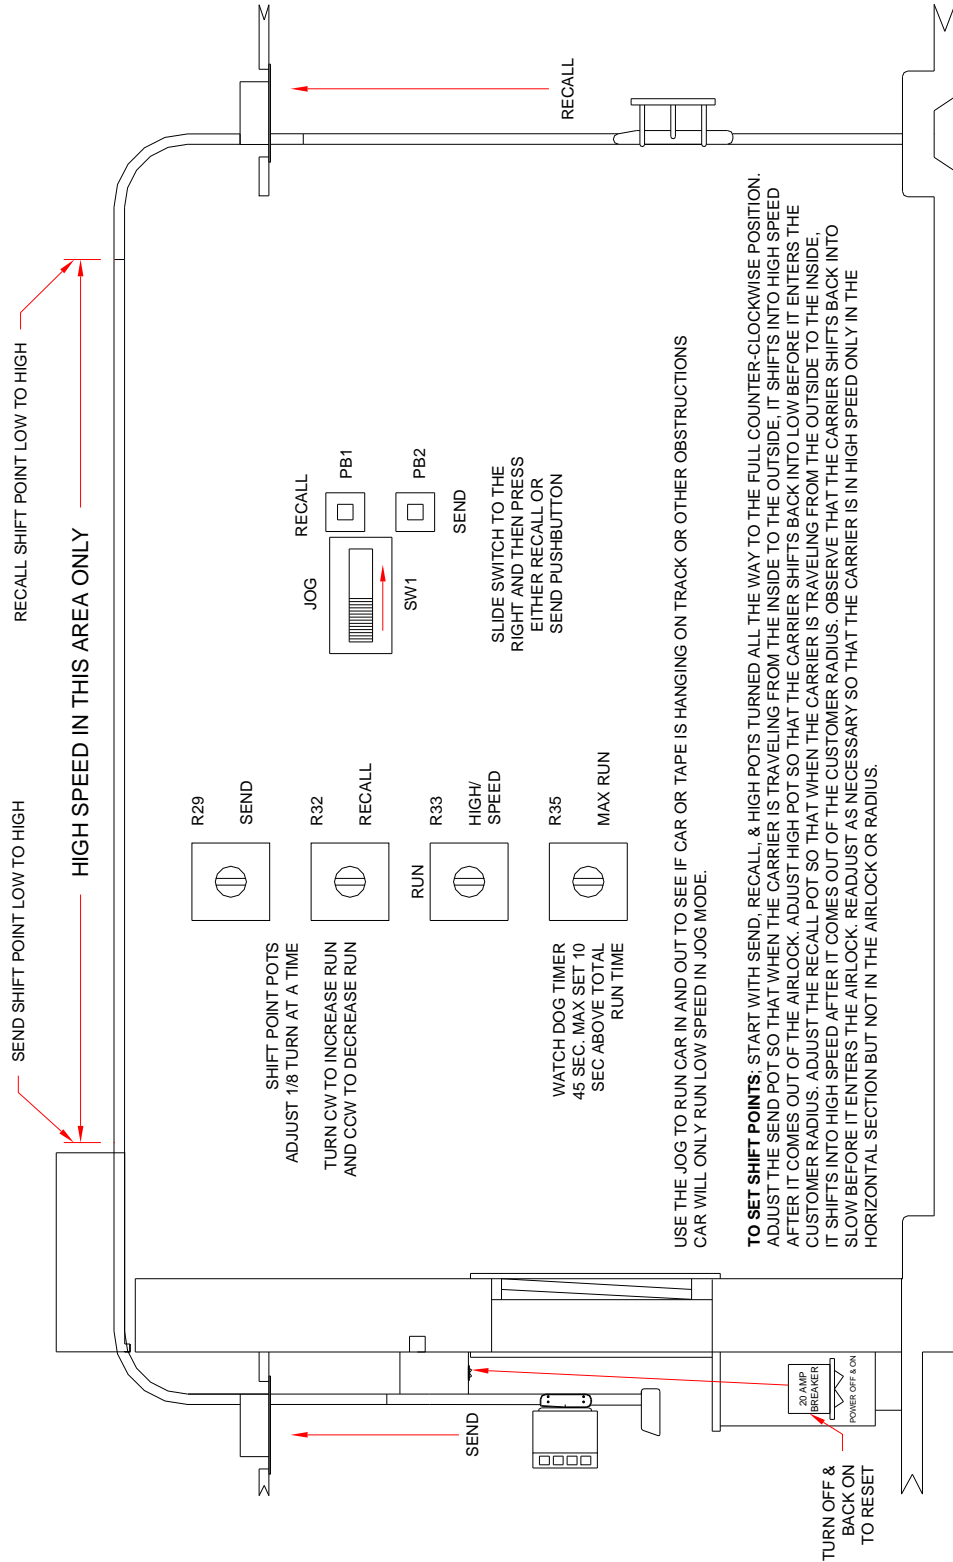 SEND SHIFT POINT LOW TO HIGH
RECALL SHIFT POINT LOW TO HIGH
HIGH SPEED IN THIS AREA ONLY
SEND
RECALL
SHIFT POINT POTS
ADJUST 1/8 TURN AT A TIME
TURN CW TO INCREASE RUN
AND CCW TO DECREASE RUN
WATCH DOG TIMER
45 SEC. MAX SET 10
SEC ABOVE TOTAL
RUN TIME
R29
SEND
R32
RECALL
RUN
R33
HIGH/
SPEED
R35
MAX RUN
JOG
SW1
RECALL
PB1
PB2
SEND
SLIDE SWITCH TO THE
RIGHT AND THEN PRESS
EITHER RECALL OR
SEND PUSHBUTTON
USE THE JOG TO RUN CAR IN AND OUT TO SEE IF CAR OR TAPE IS HANGING ON TRACK OR OTHER OBSTRUCTIONS
CAR WILL ONLY RUN LOW SPEED IN JOG MODE.
TO SET SHIFT POINTS; START WITH SEND, RECALL, & HIGH POTS TURNED ALL THE WAY TO THE FULL COUNTER-CLOCKWISE POSITION.
ADJUST THE SEND POT SO THAT WHEN THE CARRIER IS TRAVELING FROM THE INSIDE TO THE OUTSIDE, IT SHIFTS INTO HIGH SPEED
AFTER IT COMES OUT OF THE AIRLOCK. ADJUST HIGH POT SO THAT THE CARRIER SHIFTS BACK INTO LOW BEFORE IT ENTERS THE
CUSTOMER RADIUS. ADJUST THE RECALL POT SO THAT WHEN THE CARRIER IS TRAVELING FROM THE OUTSIDE TO THE INSIDE,
IT SHIFTS INTO HIGH SPEED AFTER IT COMES OUT OF THE CUSTOMER RADIUS. OBSERVE THAT THE CARRIER SHIFTS BACK INTO
SLOW BEFORE IT ENTERS THE AIRLOCK. READJUST AS NECESSARY SO THAT THE CARRIER IS IN HIGH SPEED ONLY IN THE
HORIZONTAL SECTION BUT NOT IN THE AIRLOCK OR RADIUS.
20 AMP
BREAKER
POWER OFF & ON
TURN OFF &
BACK ON
TO RESET